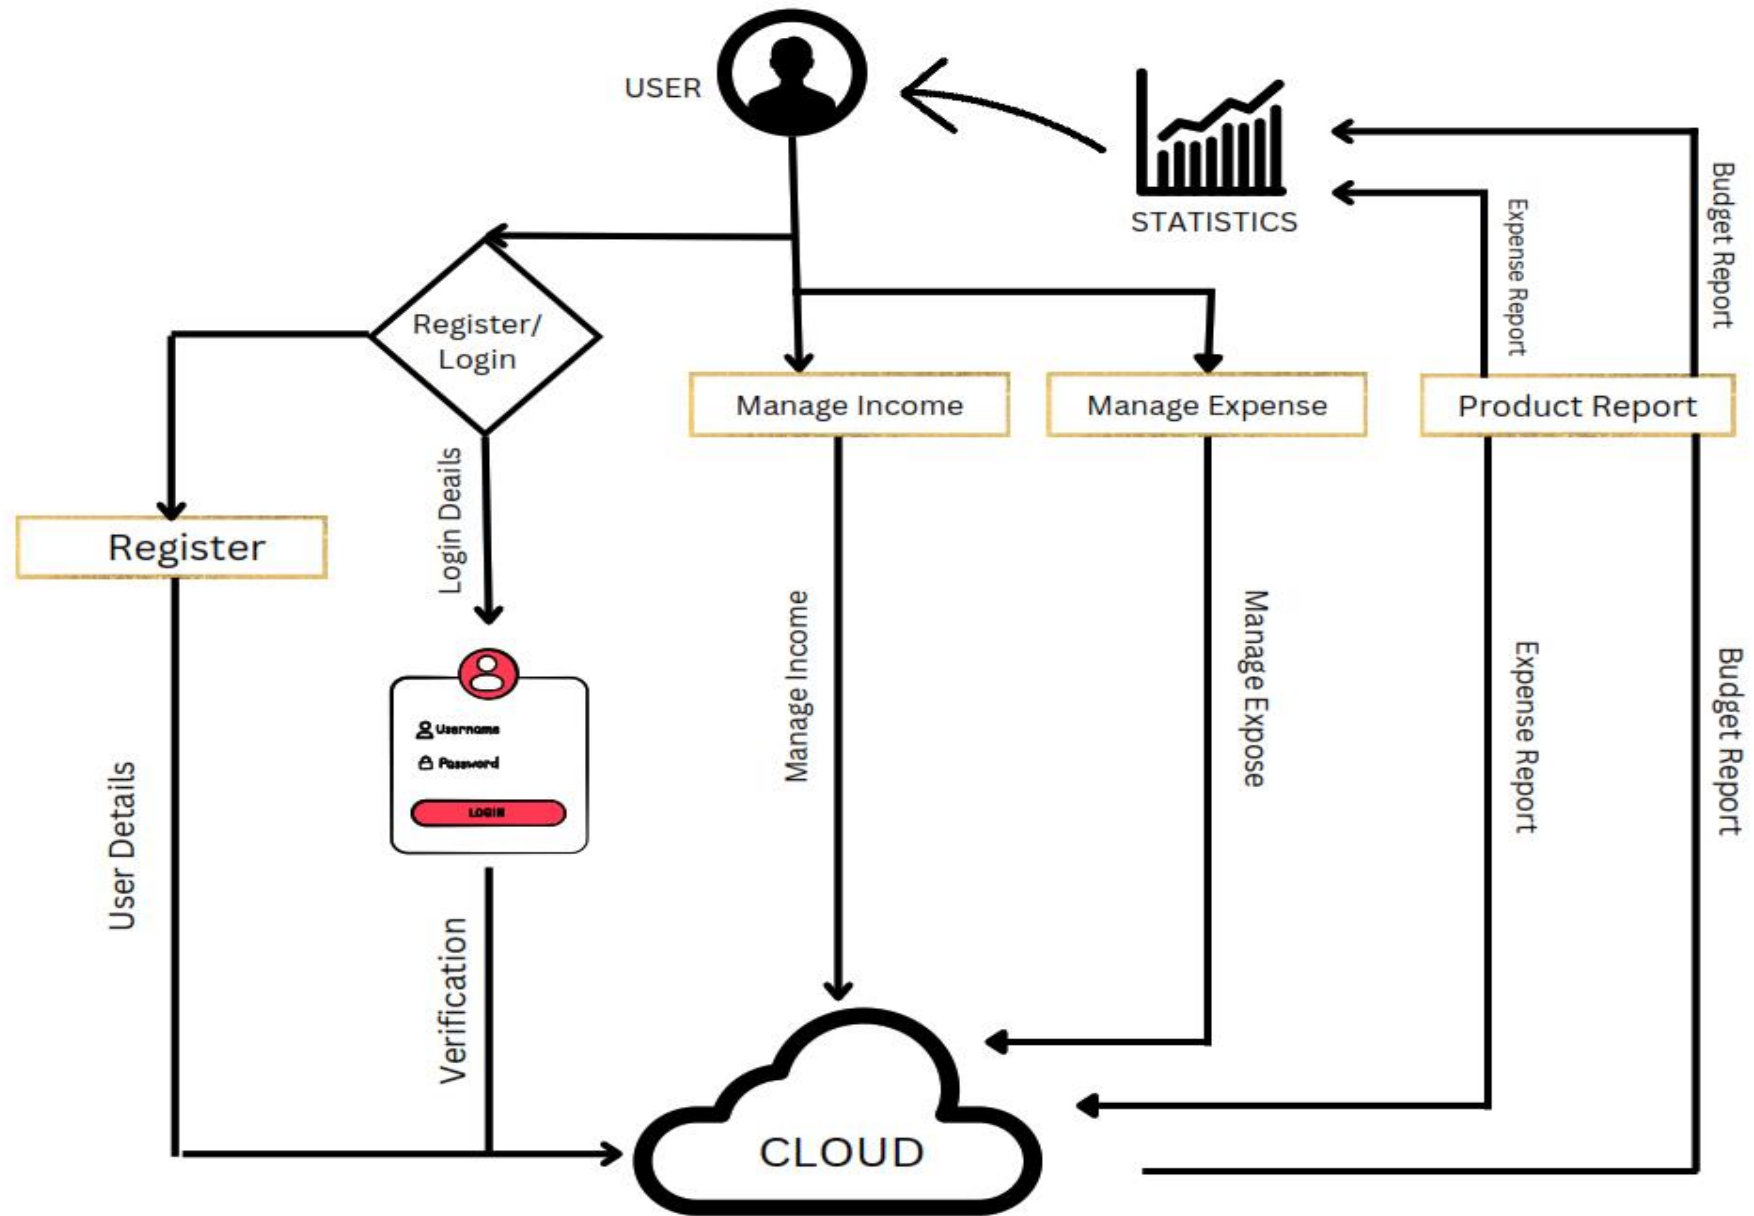 USER
STATISTICS
Budget Report
Expense Report
Register/
Login
Manage Income
Manage Expense
Product Report
Login Deails
Register
Manage Income
Manage Expose
Expense Report
Budget Report
Username
Password
LOGIN
User Details
Verification
CLOUD